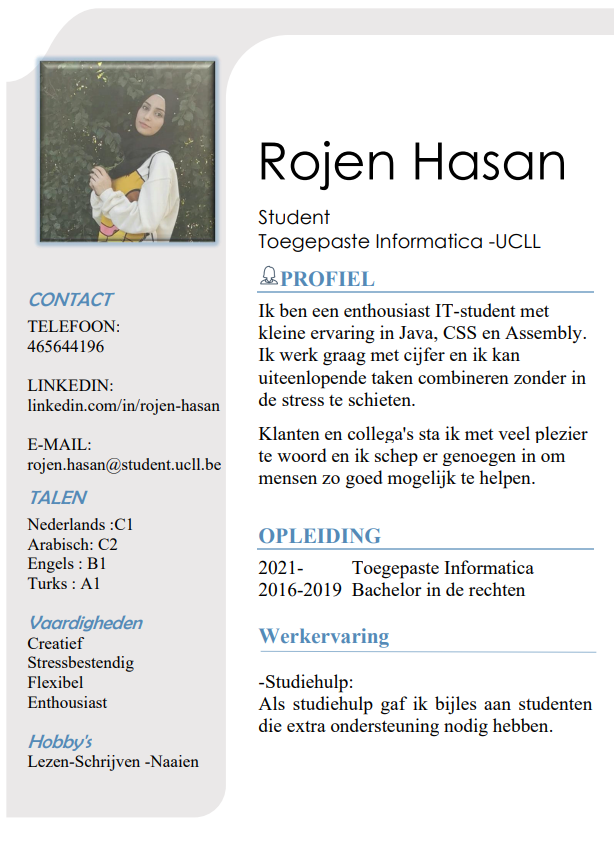 Rojen Hasan
Student
Toegepaste Informatica -UCLL
PROFIEL
Ik ben een enthousiast IT-student met
kleine ervaring in Java, CSS en Assembly.
Ik werk graag met cijfer en ik kan
uiteenlopende taken combineren zonder in
de stress te schieten.
Klanten en collega's sta ik met veel plezier
te woord en ik schep er genoegen in om
mensen zo goed mogelijk te helpen.
OPLEIDING
2021- Toegepaste Informatica
2016-2019 Bachelor in de rechten
Werkervaring
-Studiehulp:
Als studiehulp gaf ik bijles aan studenten
die extra ondersteuning nodig hebben.
CONTACT
TELEFOON:
465644196
LINKEDIN:
linkedin.com/in/rojen-hasan
E-MAIL:
rojen.hasan@student.ucll.be
TALEN
Nederlands :C1
Arabisch: C2
Engels : B1
Turks : A1
Vaardigheden
Creatief
Stressbestendig
Flexibel
Enthousiast
Hobby's
Lezen-Schrijven -Naaien